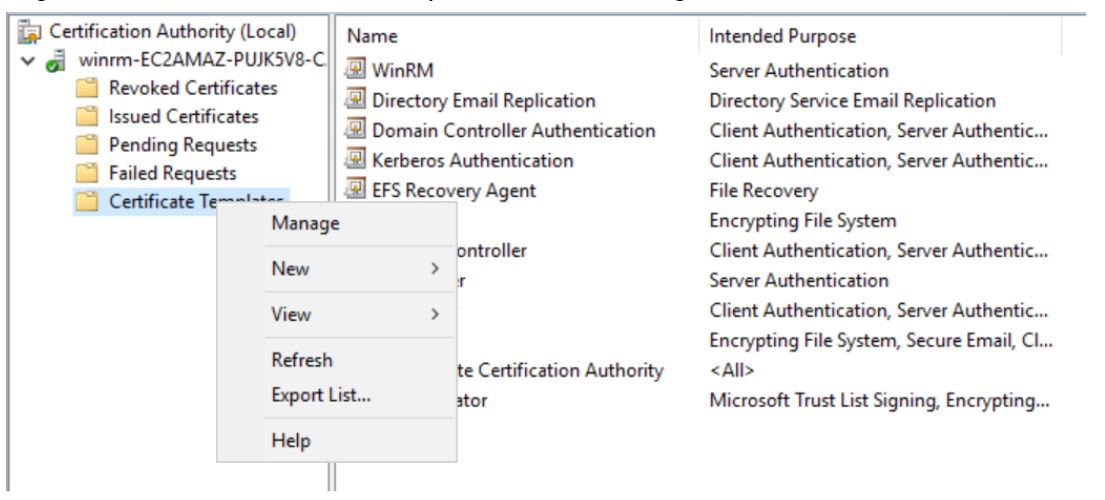 Certification Authority (Local)
winrm-EC2AMAZ-PUJK5V8-C
Revoked Certificates
Issued Certificates
Pending Requests
Failed Requests
Certificate Templates
Manage
New
View
Refresh
Export List...
Help
Name Intended Purpose
WinRM Server Authentication
Directory Email Replication Directory Service Email Replication
Domain Controller Authentication Client Authentication, Server Authentic...
Kerberos Authentication Client Authentication, Server Authentic...
EFS Recovery Agent File Recovery
Encrypting File System
ontroller Client Authentication, Server Authentic...
r Server Authentication
Client Authentication, Server Authentic...
Encrypting File System, Secure Email, Cl...
te Certification Authority <All>
ator Microsoft Trust List Signing, Encrypting...